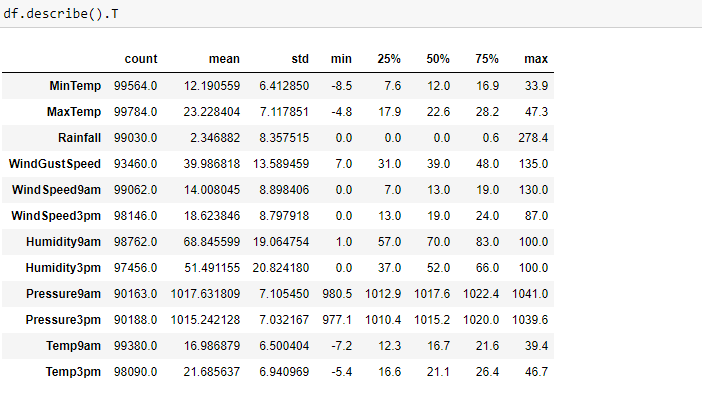 df.describe().T
count mean std min 25% 50% 75% max
MinTemp 99564.0 12.190559 6.412850 -8.5 7.6 12.0 16.9 33.9
MaxTemp 99784.0 23.228404 7.117851 -4.8 17.9 22.6 28.2 47.3
Rainfall 99030.0 2.346882 8.357515 0.0 0.0 0.0 0.6 278.4
WindGustSpeed 93460.0 39.986818 13.589459 7.0 31.0 39.0 48.0 135.0
WindSpeed9am 99062.0 14.008045 8.898406 0.0 7.0 13.0 19.0 130.0
WindSpeed3pm 98146.0 18.623846 8.797918 0.0 13.0 19.0 24.0 87.0
Humidity9am 98762.0 68.845599 19.064754 1.0 57.0 70.0 83.0 100.0
Humidity3pm 97456.0 51.491155 20.824180 0.0 37.0 52.0 66.0 100.0
Pressure9am 90163.0 1017.631809 7.105450 980.5 1012.9 1017.6 1022.4 1041.0
Pressure3pm 90188.0 1015.242128 7.032167 977.1 1010.4 1015.2 1020.0 1039.6
Temp9am 99380.0 16.986879 6.500404 -7.2 12.3 16.7 21.6 39.4
Temp3pm 98090.0 21.685637 6.940969 -5.4 16.6 21.1 26.4 46.7